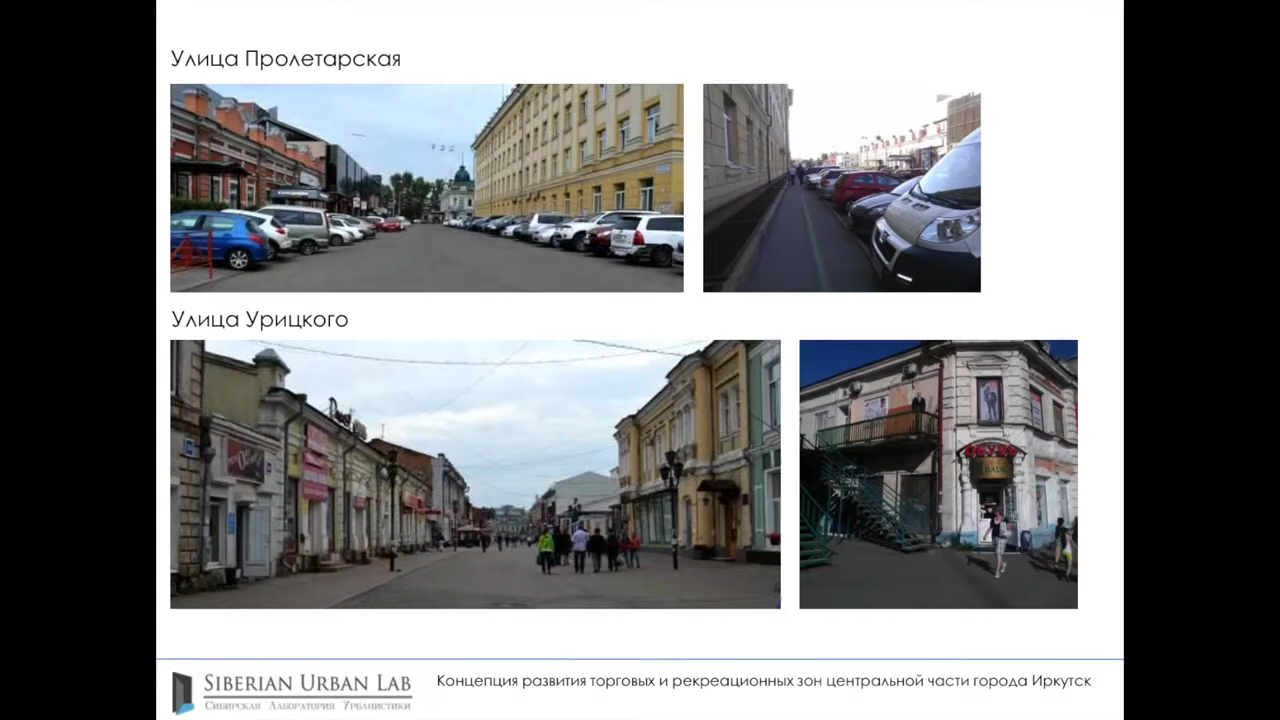 Улица Пролетарская
Улица Урицкого
SIBERIAN URBAN LAB
СИБИРСКАЯ ЛАБОРАТОРИЯ УРБАНИСТИКИ
Концепция развития торговых и рекреационных зон центральной части города Иркутск